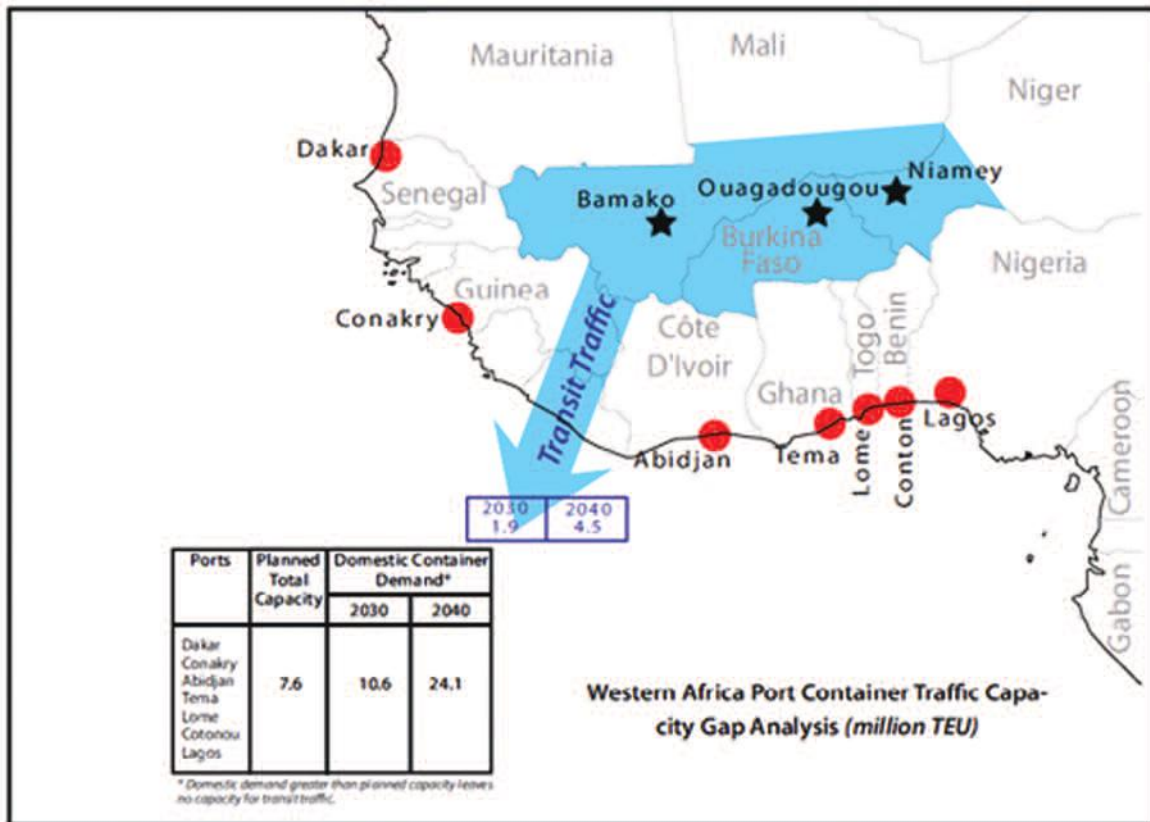 Mauritania
Mali
Niger
Dakar
Senegal
Bamako
Ouagadougou
Niamey
Burkina
Faso
Nigeria
Guinea
Conakry
Transit Traffic
Côte
D'Ivoir
Ghana
Togo
Benin
Abidjan
Tema
Lome
Conton
Lagos
Cameroon
Gabon
2030 2040
1.9 4.5
Ports Planned Total Capacity Domestic Container Demand*
2030 2040
Dakar
Conakry
Abidjan 7.6 10.6 24.1
Tema
Lome
Cotonou
Lagos
* Domestic demand greater than planned capacity leaves
no capacity for transit traffic.
Western Africa Port Container Traffic Capa-
city Gap Analysis (million TEU)